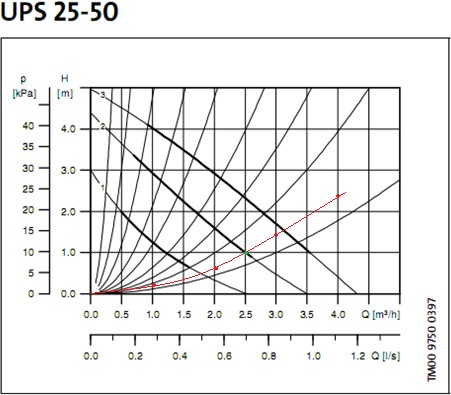 UPS 25-50
p H
[kPa] [m]
3
40 4.0 2
35
30 3.0
25 1
20 2.0
15
10 1.0
5
0 0.0
0.0 0.5 1.0 1.5 2.0 2.5 3.0 3.5 4.0 Q [m³/h]
0.0 0.2 0.4 0.6 0.8 1.0 1.2 Q [l/s]
TM00 9750 0397